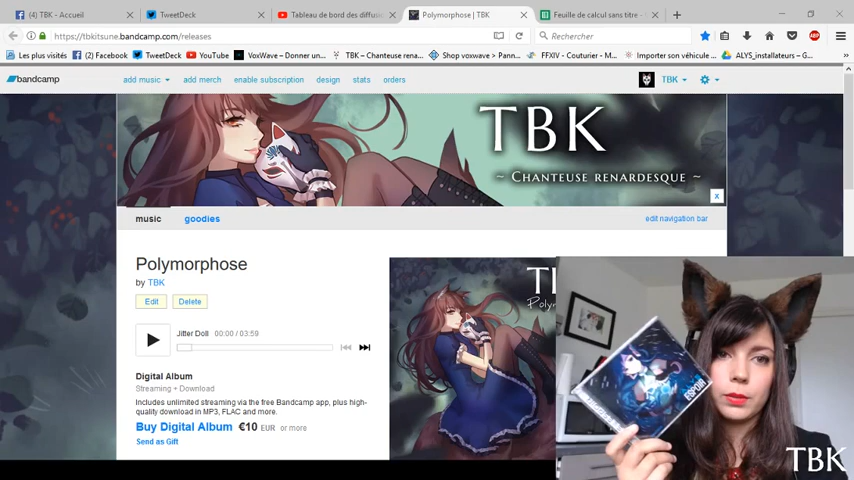 (4) TBK - Accueil
TweetDeck
Tableau de bord des diffusi
Polymorphose | TBK
Feuille de calcul sans titre -
https://tbkitsune.bandcamp.com/releases
Rechercher
Les plus visités
(1) Facebook
TweetDeck
YouTube
VoxWave – Donner un...
TBK – Chanteuse rena...
Shop voxwave > Pann...
FFXIV - Couturier - M...
Importer son véhicule ...
ALYS_installateurs – G...
bandcamp
add music
add merch
enable subscription
design
stats
orders
TBK
TBK
~ Chanteuse renardesque ~
x
music
goodies
edit navigation bar
Polymorphose
by TBK
Edit
Delete
Jitter Doll 00:00 / 03:59
Digital Album
Streaming + Download
Includes unlimited streaming via the free Bandcamp app, plus high-
quality download in MP3, FLAC and more.
Buy Digital Album €10 EUR or more
Send as Gift
ESPOIR
TBK